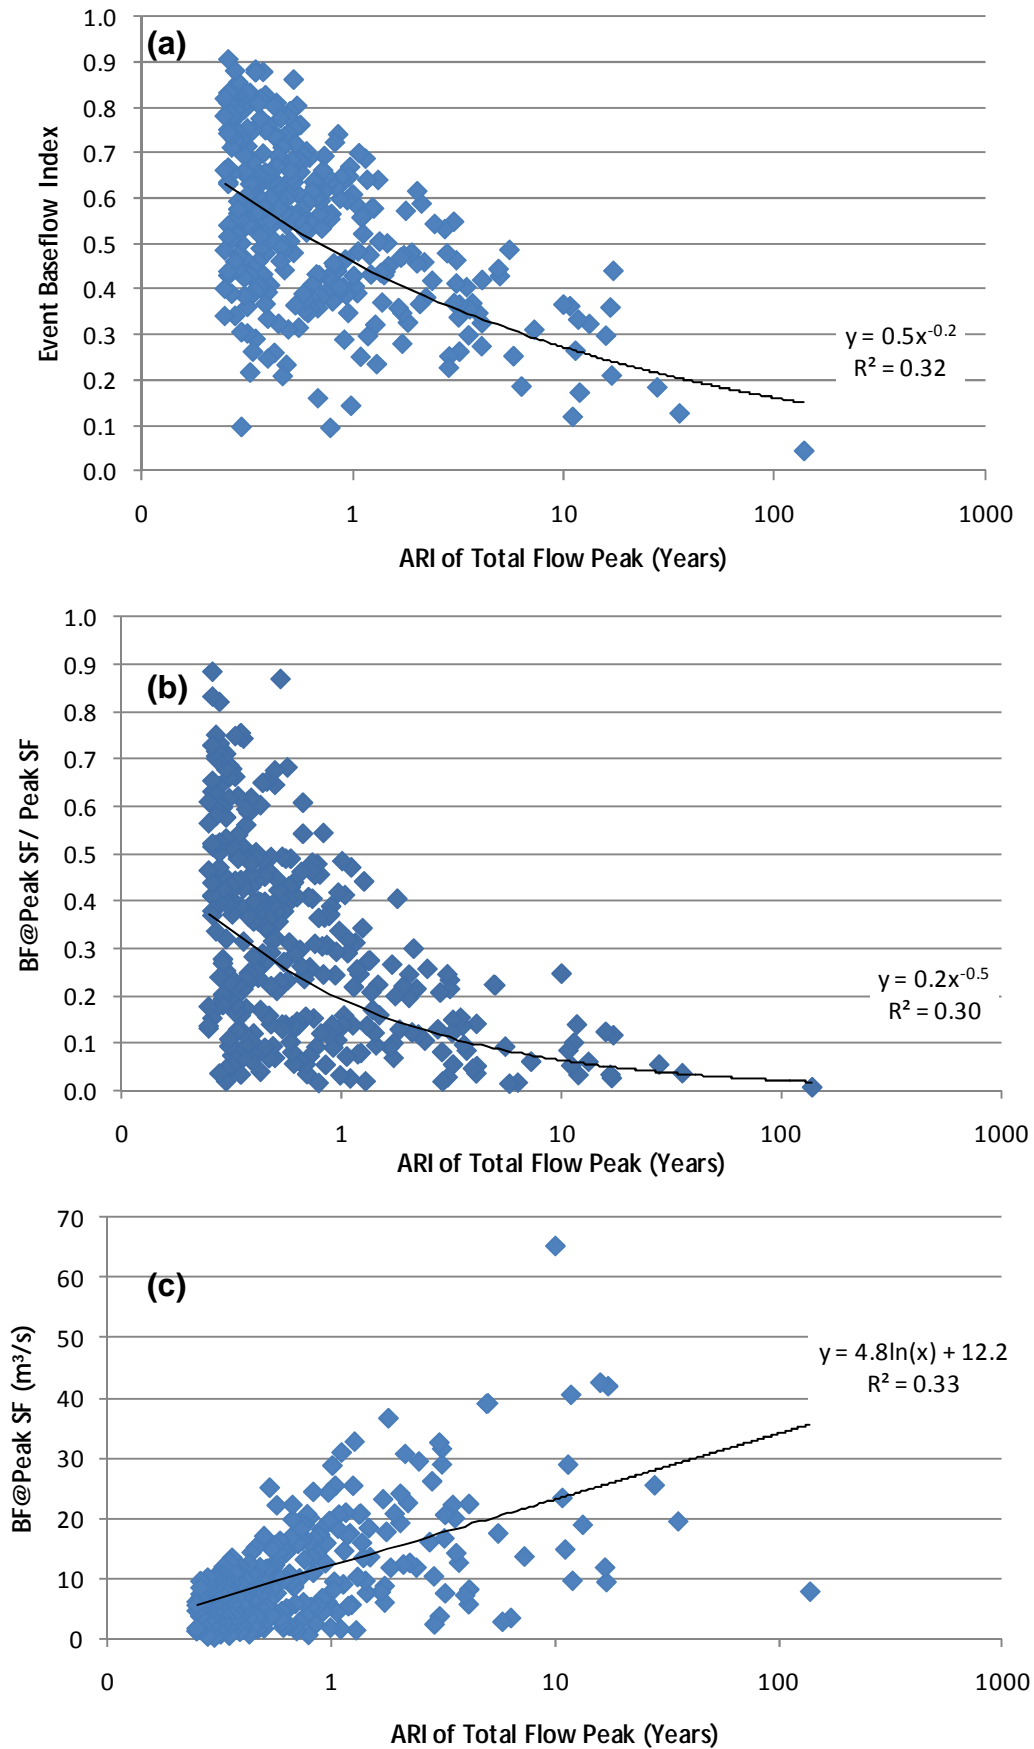 (a)
Event Baseflow Index
1.0
0.9
0.8
0.7
0.6
0.5
0.4
0.3
0.2
0.1
0.0
y = 0.5x^-0.2
R² = 0.32
0 1 10 100 1000
ARI of Total Flow Peak (Years)
(b)
BF@Peak SF/ Peak SF
1.0
0.9
0.8
0.7
0.6
0.5
0.4
0.3
0.2
0.1
0.0
y = 0.2x^-0.5
R² = 0.30
0 1 10 100 1000
ARI of Total Flow Peak (Years)
(c)
BF@Peak SF (m³/s)
70
60
50
40
30
20
10
0
y = 4.8ln(x) + 12.2
R² = 0.33
0 1 10 100 1000
ARI of Total Flow Peak (Years)